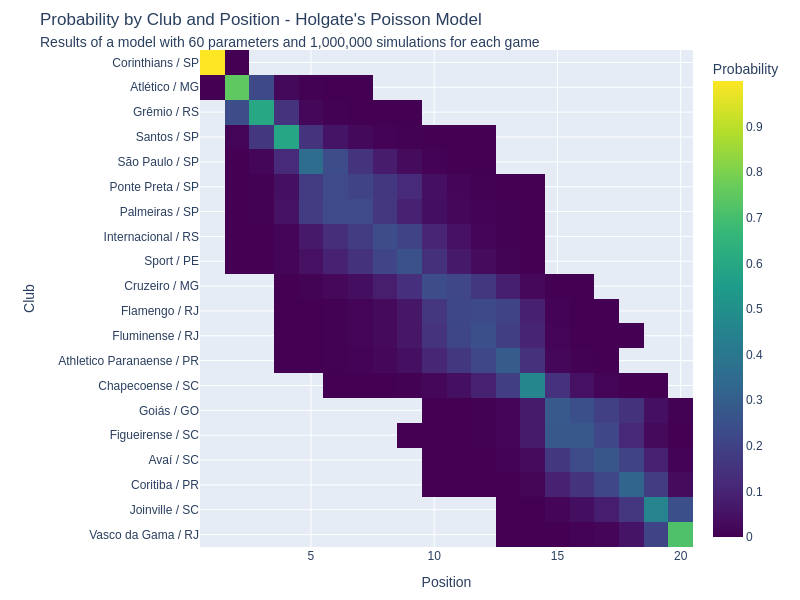 Probability by Club and Position - Holgate's Poisson Model
Results of a model with 60 parameters and 1,000,000 simulations for each game
Probability
Corinthians / SP
Atlético / MG
Grêmio / RS
Santos / SP
São Paulo / SP
Ponte Preta / SP
Palmeiras / SP
Internacional / RS
Sport / PE
Cruzeiro / MG
Flamengo / RJ
Fluminense / RJ
Athletico Paranaense / PR
Chapecoense / SC
Goiás / GO
Figueirense / SC
Avaí / SC
Coritiba / PR
Joinville / SC
Vasco da Gama / RJ
Club
5
10
15
20
Position
0.9
0.8
0.7
0.6
0.5
0.4
0.3
0.2
0.1
0